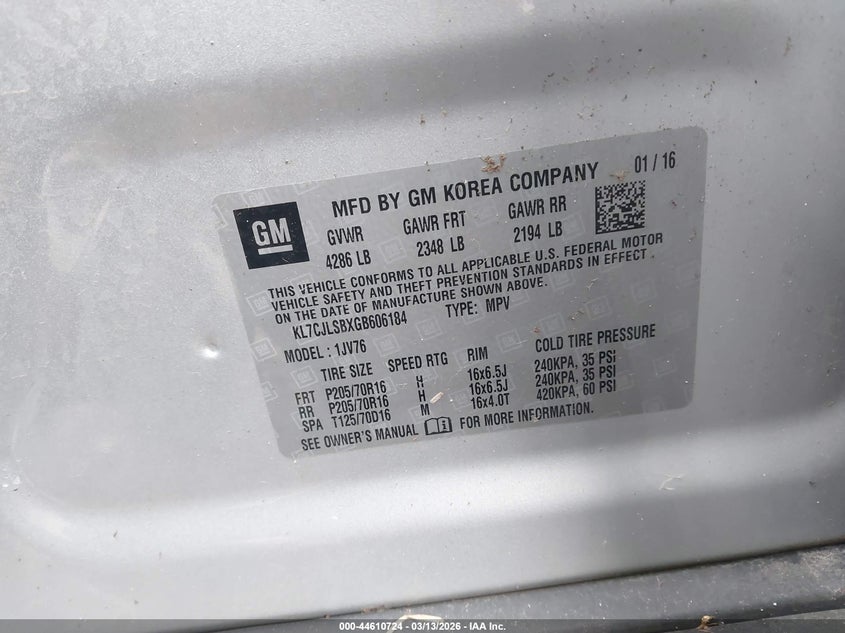 MFD BY GM KOREA COMPANY 01 / 16
GM
GVWR GAWR FRT GAWR RR
4286 LB 2348 LB 2194 LB
THIS VEHICLE CONFORMS TO ALL APPLICABLE U.S. FEDERAL MOTOR
VEHICLE SAFETY AND THEFT PREVENTION STANDARDS IN EFFECT
ON THE DATE OF MANUFACTURE SHOWN ABOVE.
KL7CJLSBXGB606184 TYPE: MPV
MODEL : 1JV76
TIRE SIZE SPEED RTG RIM COLD TIRE PRESSURE
FRT P205/70R16 H 16x6.5J 240KPA, 35 PSI
RR P205/70R16 H 16x6.5J 240KPA, 35 PSI
SPA T125/70D16 M 16x4.0T 420KPA, 60 PSI
SEE OWNER'S MANUAL FOR MORE INFORMATION.
000-44610724 — 03/13/2026 — IAA Inc.